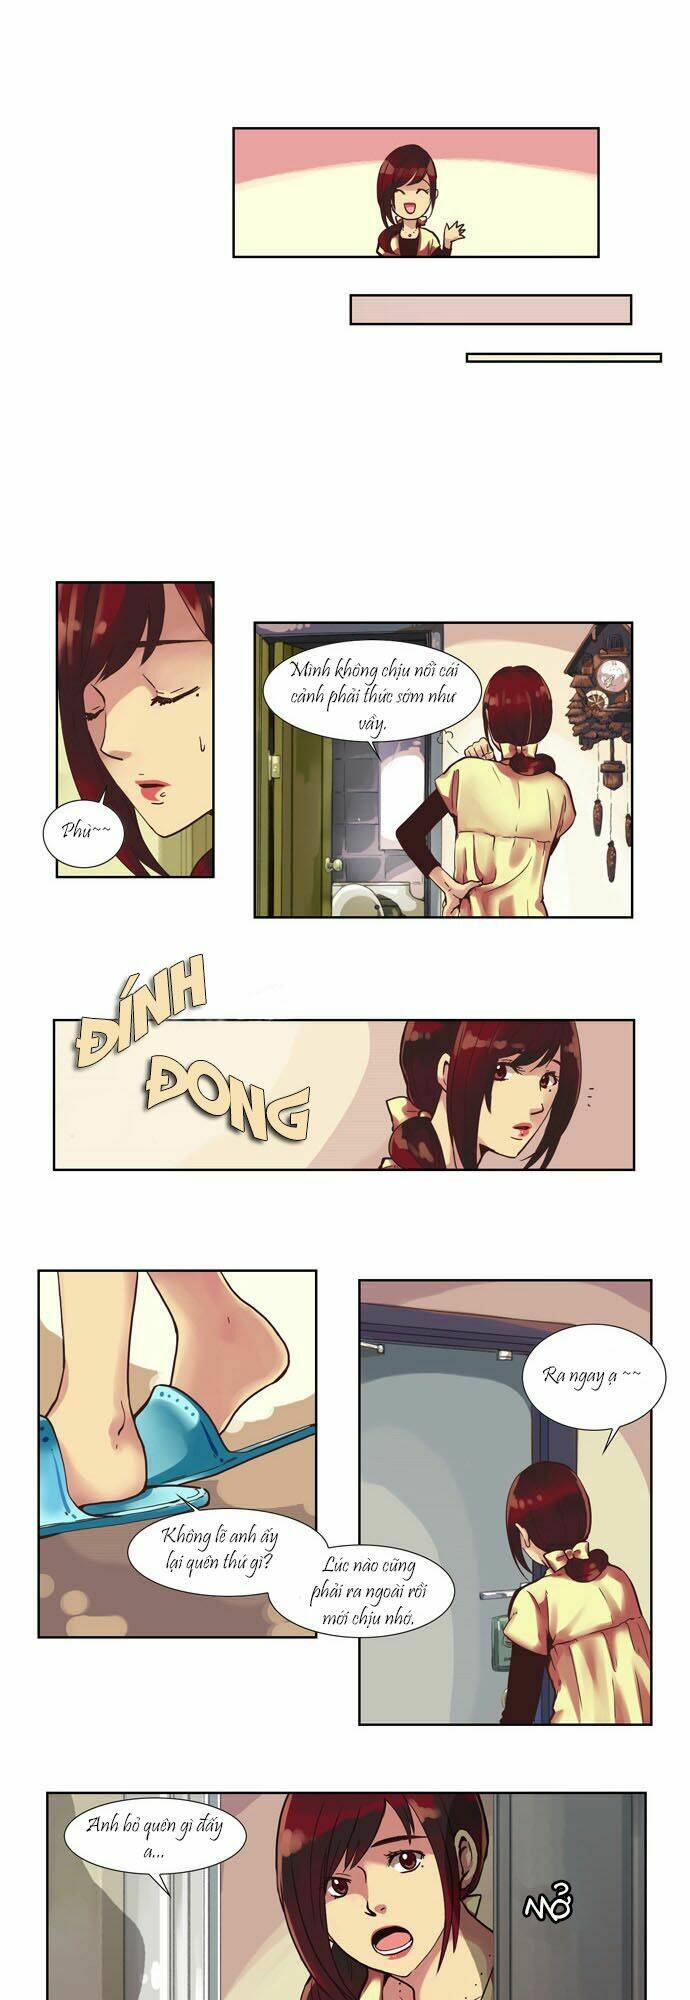 Phù~~
Mình không chịu nổi cái
cảnh phải thức sớm như
vầy.
ĐÍNH
ĐONG
Ra ngay ạ ~~
Không lẽ anh ấy
lại quên thứ gì?
Lúc nào cũng
phải ra ngoài rồi
mới chịu nhớ.
Anh bỏ quên gì đấy
a...
MỞ